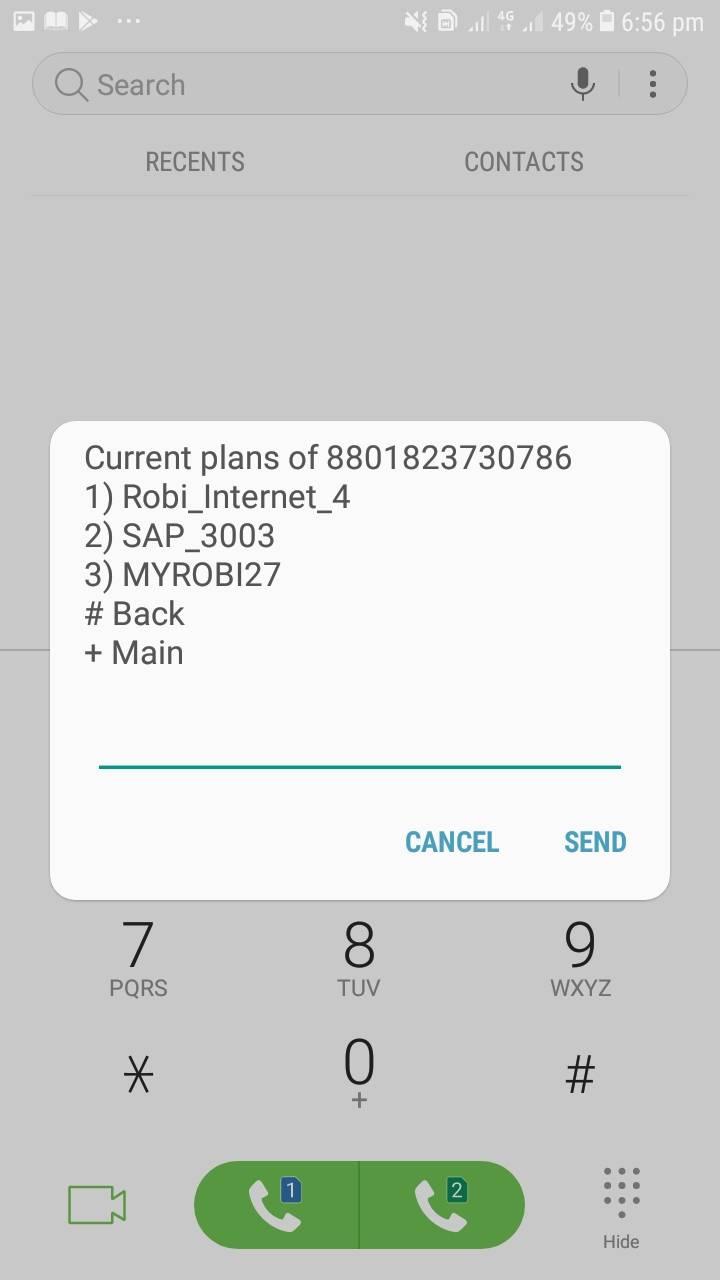 4G 49% 6:56 pm
Search
RECENTS CONTACTS
Current plans of 8801823730786
1) Robi_Internet_4
2) SAP_3003
3) MYROBI27
# Back
+ Main
CANCEL SEND
7 8 9
PQRS TUV WXYZ
* 0 #
+
1 2
Hide